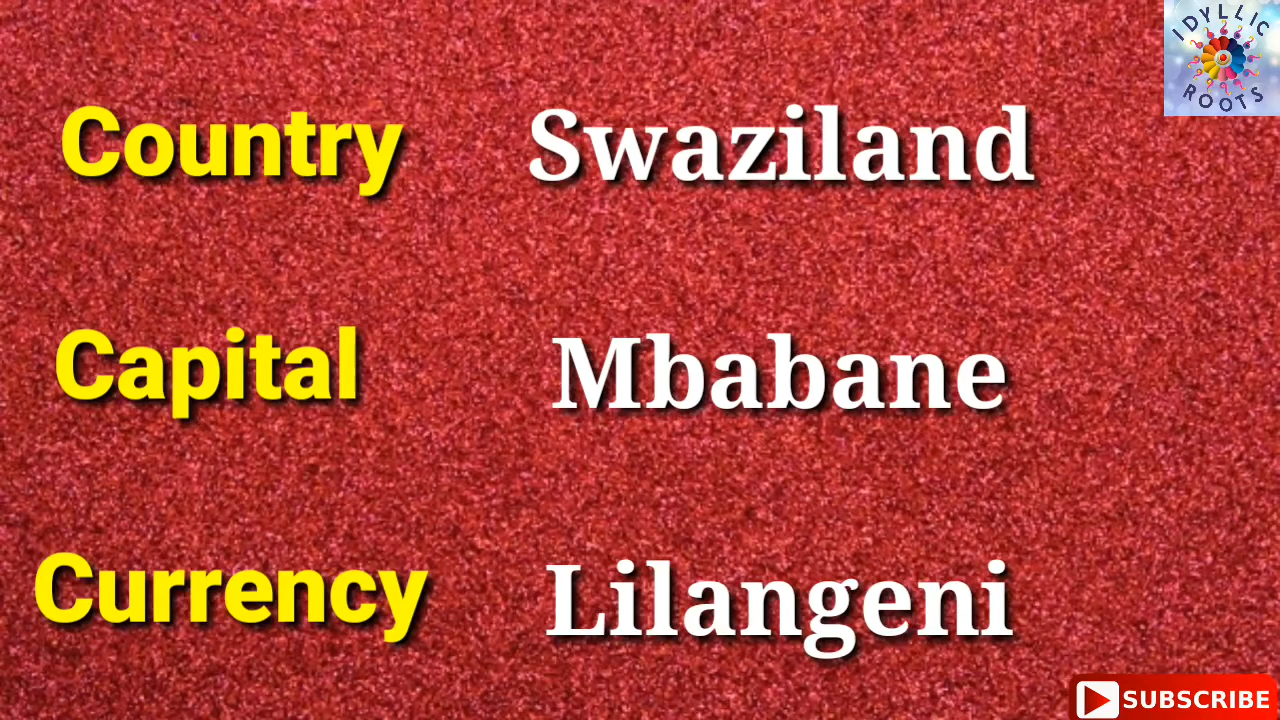 IDYLLIC
ROOTS
Country Swaziland
Capital Mbabane
Currency Lilangeni
SUBSCRIBE